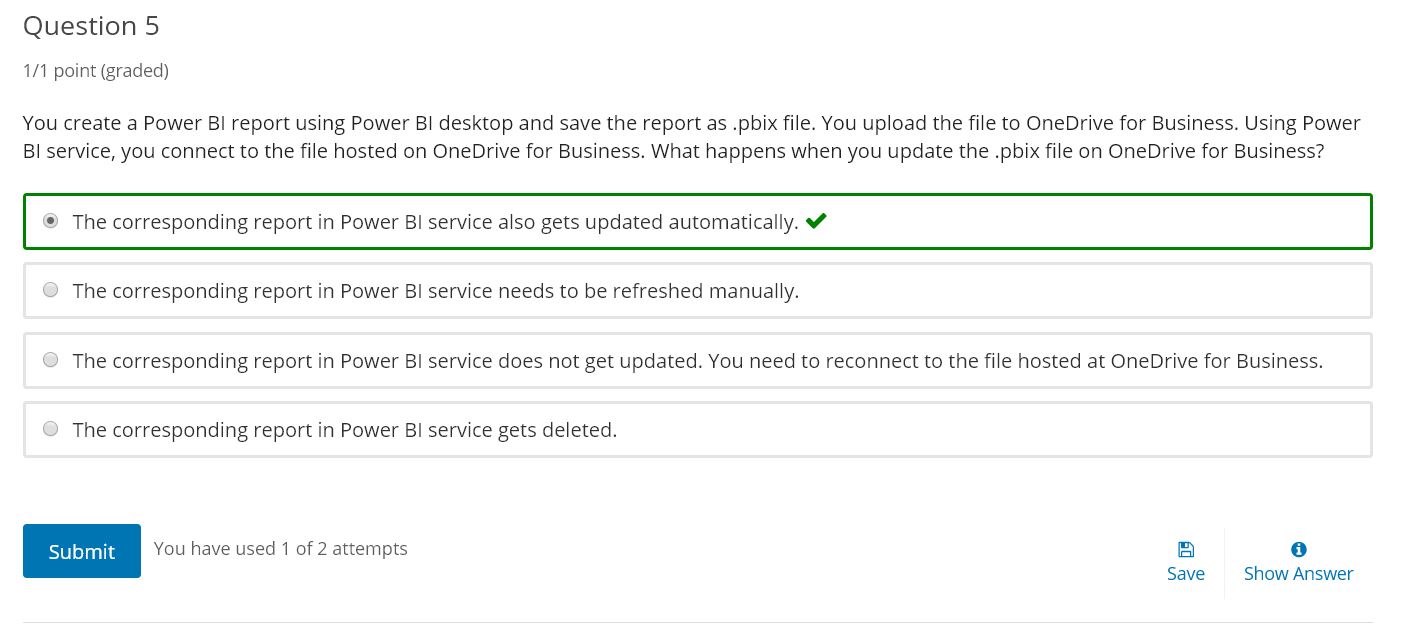 Question 5
1/1 point (graded)
You create a Power BI report using Power BI desktop and save the report as .pbix file. You upload the file to OneDrive for Business. Using Power
BI service, you connect to the file hosted on OneDrive for Business. What happens when you update the .pbix file on OneDrive for Business?
The corresponding report in Power BI service also gets updated automatically.
The corresponding report in Power BI service needs to be refreshed manually.
The corresponding report in Power BI service does not get updated. You need to reconnect to the file hosted at OneDrive for Business.
The corresponding report in Power BI service gets deleted.
Submit You have used 1 of 2 attempts
Save Show Answer